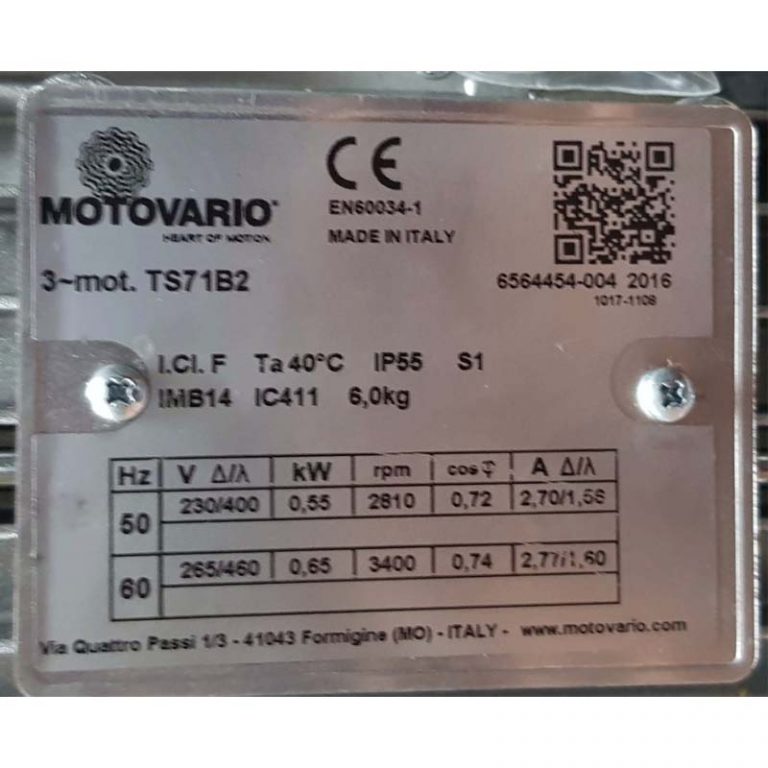 MOTOVARIO®
HEART OF MOTION
CE
EN60034-1
MADE IN ITALY
3~mot. TS71B2
6564454-004 2016
1017-1108
I.Cl. F Ta 40°C IP55 S1
IMB14 IC411 6,0kg
Hz V Δ/λ kW rpm cos φ A Δ/λ
50 230/400 0,55 2810 0,72 2,70/1,56
60 265/460 0,65 3400 0,74 2,77/1,60
Via Quattro Passi 1/3 - 41043 Formigine (MO) - ITALY - www.motovario.com